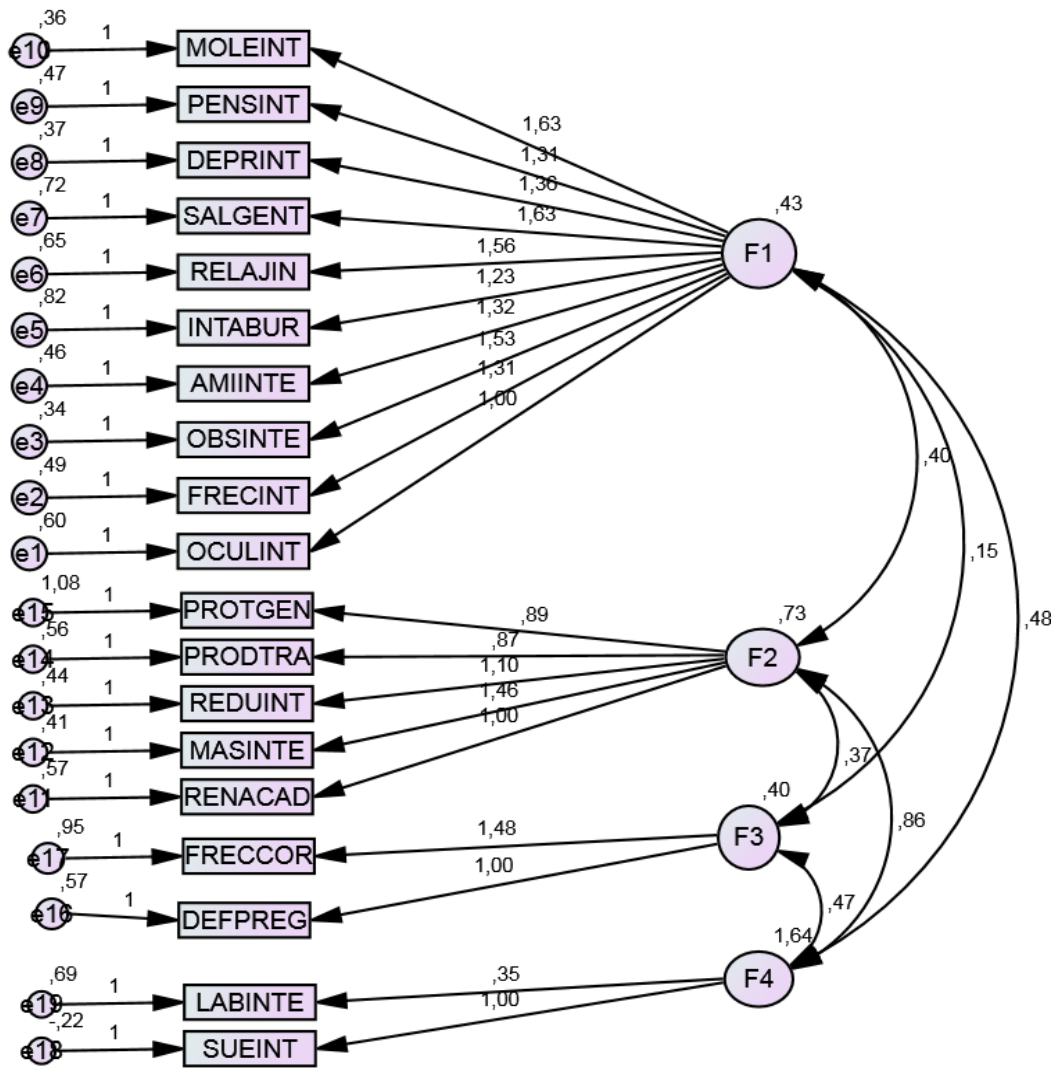 ,36
e10 1 MOLEINT
,47
e9 1 PENSINT
,37
e8 1 DEPRINT
,72
e7 1 SALGENT
,65
e6 1 RELAJIN
,82
e5 1 INTABUR
,46
e4 1 AMIINTE
,34
e3 1 OBSINTE
,49
e2 1 FRECINT
,60
e1 1 OCULINT
1,63
1,31
1,36
1,63
1,56
1,23
1,32
1,53
1,31
1,00
,43
F1
,40
,15
,48
1,08
e15 1 PROTGEN
,56
e14 1 PRODTRA
,44
e13 1 REDUINT
,41
e12 1 MASINTE
,57
e11 1 RENACAD
,89
,87
1,10
1,46
1,00
,73
F2
,37
,86
,95
e17 1 FRECCOR
,57
e16 1 DEFPREG
1,48
1,00
,40
F3
,47
,69
e19 1 LABINTE
-,22
e18 1 SUEINT
,35
1,00
1,64
F4